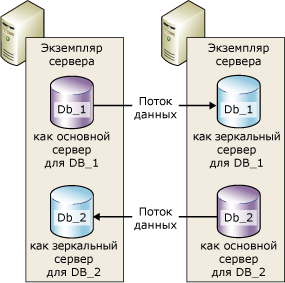 Экземпляр
сервера
Db_1
как основной
сервер
для DB_1
Поток
данных
Экземпляр
сервера
Db_1
как зеркальный
сервер
для DB_1
Db_2
как зеркальный
сервер
для DB_2
Поток
данных
Db_2
как основной
сервер
для DB_2